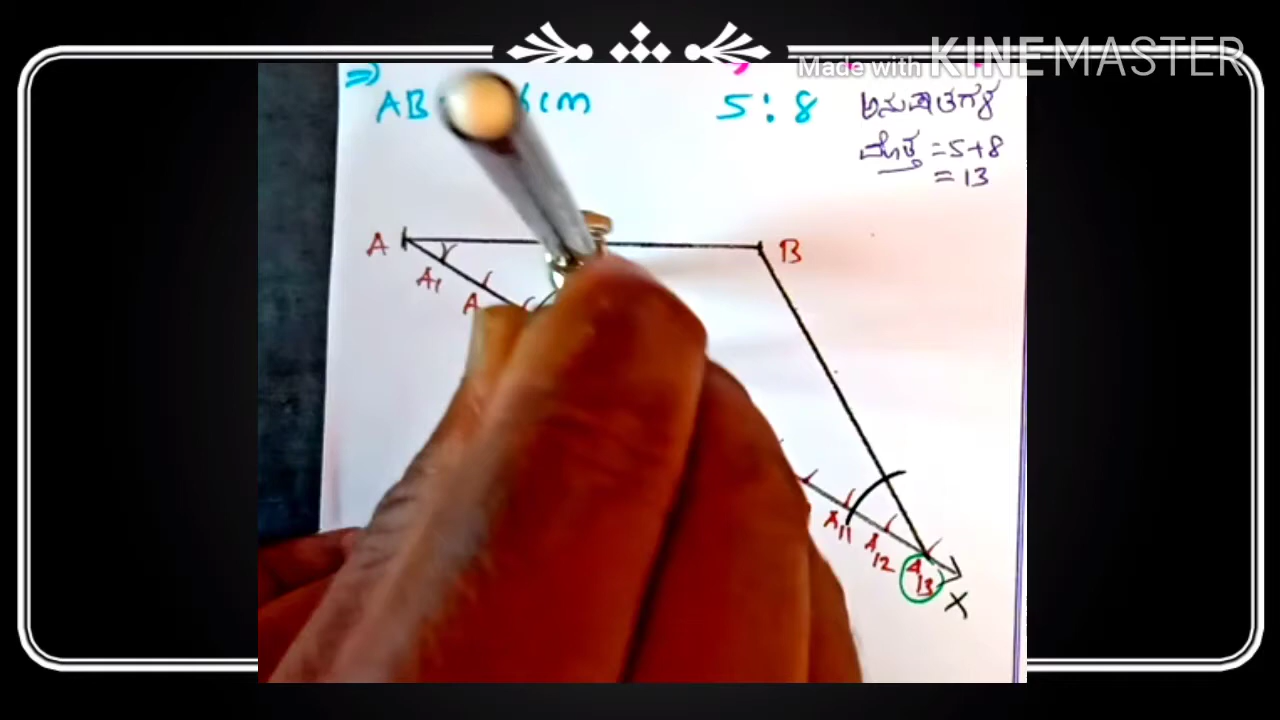 Made with KINEMASTER
⇒
AB
cm
5 : 8
ಅನುಪಾತಗಳ
ಮೊತ್ತ = 5+8
= 13
A
B
A1
A
A11
A12
A13
X